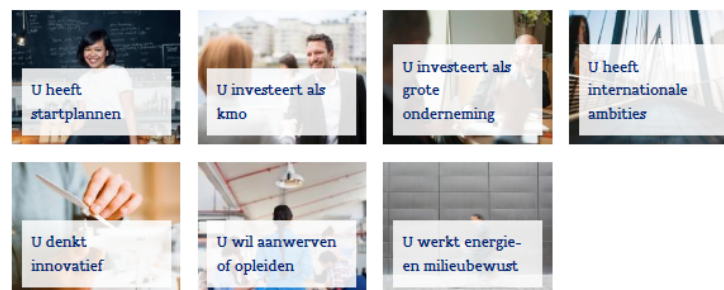 U heeft
startplannen
U investeert als
kmo
U investeert als
grote
onderneming
U heeft
internationale
ambities
U denkt
innovatief
U wil aanwerven
of opleiden
U werkt energie-
en milieubewust